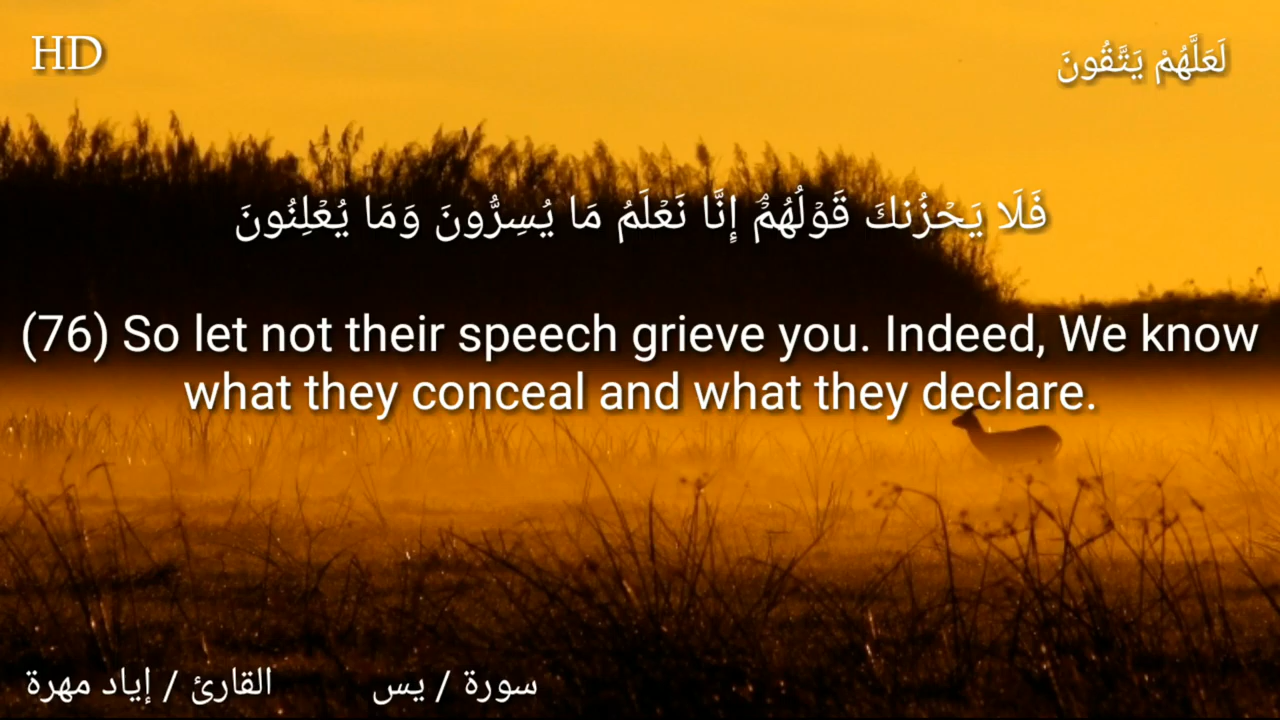 HD
لَعَلَّهُمْ يَتَّقُونَ
فَلَا يَحْزُنكَ قَوْلُهُمْ ۘ إِنَّا نَعْلَمُ مَا يُسِرُّونَ وَمَا يُعْلِنُونَ
(76) So let not their speech grieve you. Indeed, We know
what they conceal and what they declare.
سورة / يس
القارئ / إياد مهرة